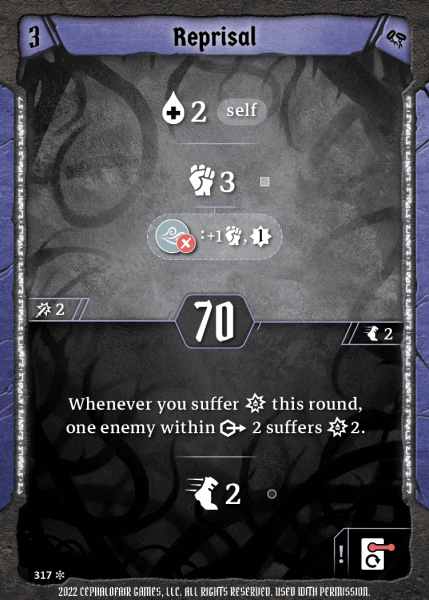 3
Reprisal
2 self
3
:+1 , 1
2
70
2
Whenever you suffer this round,
one enemy within 2 suffers 2.
2
!
317
2022 CEPHALOFAIR GAMES, LLC. ALL RIGHTS RESERVED. USED WITH PERMISSION.